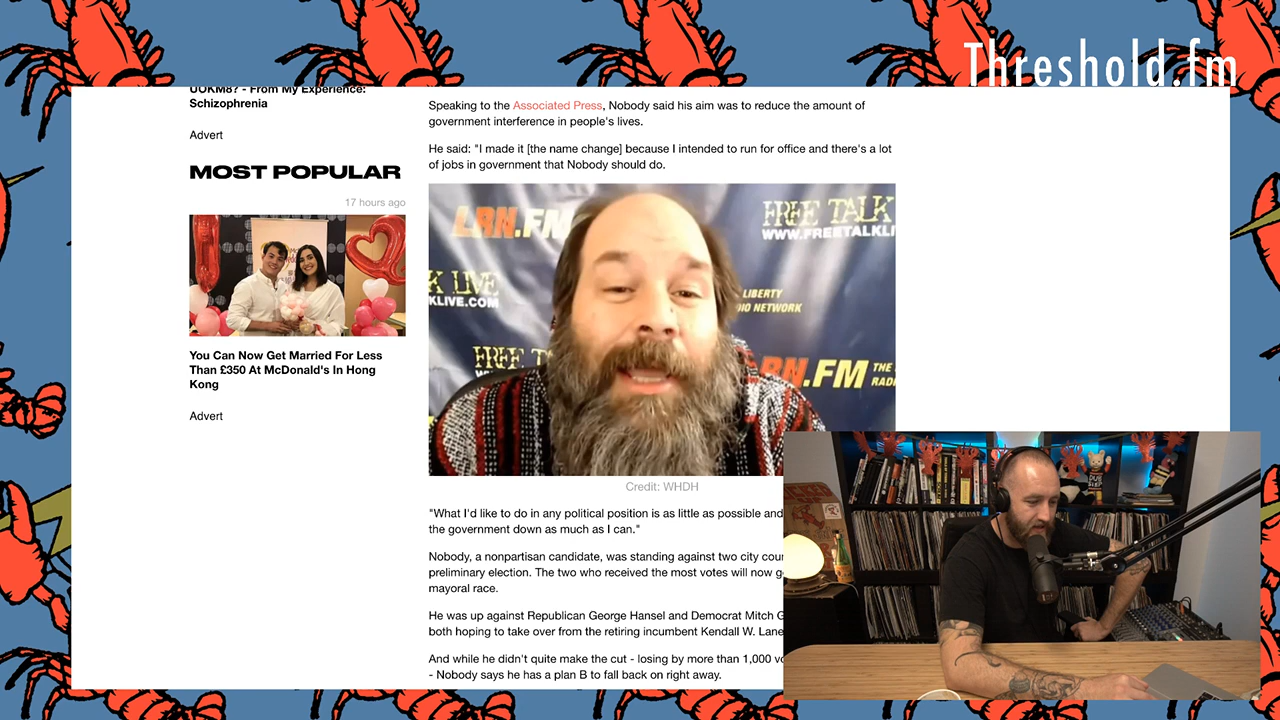 Threshold.fm
UOKM8? - From My Experience:
Schizophrenia
Advert
MOST POPULAR
17 hours ago
You Can Now Get Married For Less
Than £350 At McDonald's In Hong
Kong
Advert
Speaking to the Associated Press, Nobody said his aim was to reduce the amount of
government interference in people's lives.
He said: "I made it [the name change] because I intended to run for office and there's a lot
of jobs in government that Nobody should do.
LRN.FM
FREE TALK
WWW.FREETALKLI
K LIVE
KLIVE.COM
LIBERTY
DIO NETWORK
FREE T
RN.FM
THE
RADI
Credit: WHDH
"What I'd like to do in any political position is as little as possible and
the government down as much as I can."
Nobody, a nonpartisan candidate, was standing against two city cou
preliminary election. The two who received the most votes will now g
mayoral race.
He was up against Republican George Hansel and Democrat Mitch G
both hoping to take over from the retiring incumbent Kendall W. Lane
And while he didn't quite make the cut - losing by more than 1,000 vo
- Nobody says he has a plan B to fall back on right away.